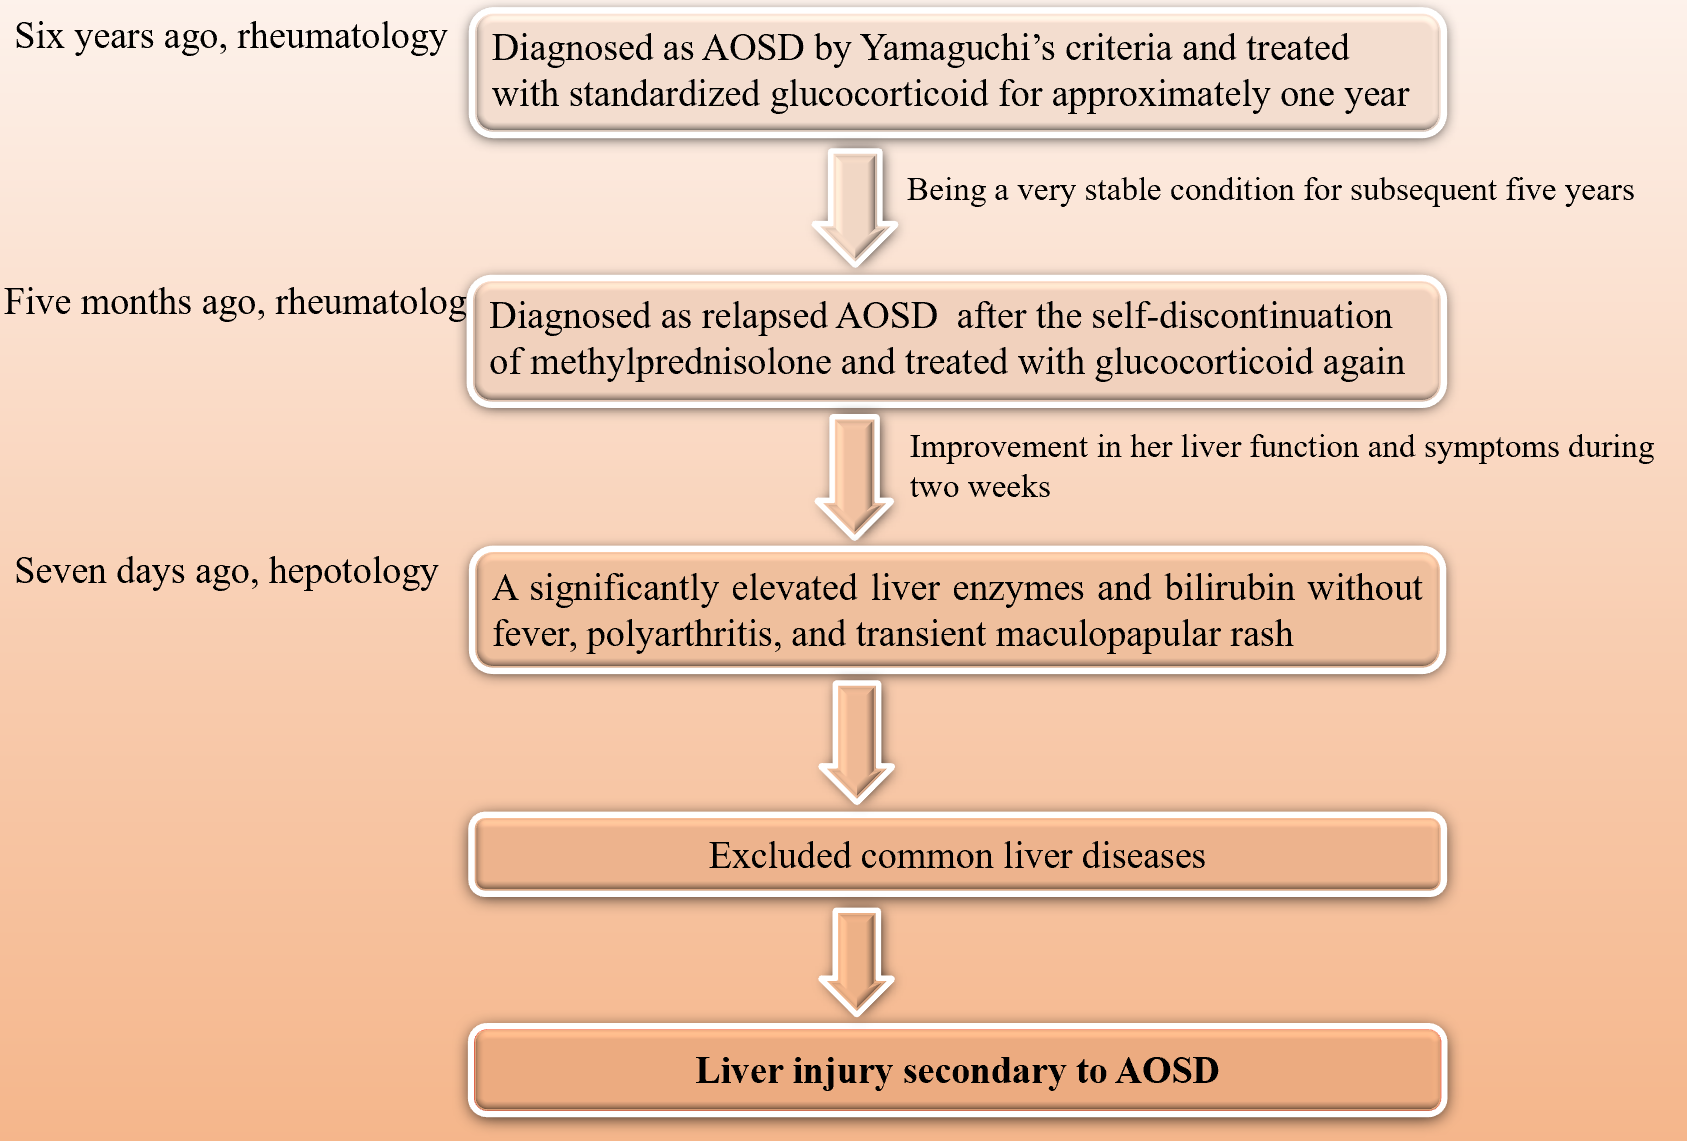 Six years ago, rheumatology
Diagnosed as AOSD by Yamaguchi’s criteria and treated
with standardized glucocorticoid for approximately one year
Being a very stable condition for subsequent five years
Five months ago, rheumatolog
Diagnosed as relapsed AOSD after the self-discontinuation
of methylprednisolone and treated with glucocorticoid again
Improvement in her liver function and symptoms during
two weeks
Seven days ago, hepotology
A significantly elevated liver enzymes and bilirubin without
fever, polyarthritis, and transient maculopapular rash
Excluded common liver diseases
Liver injury secondary to AOSD